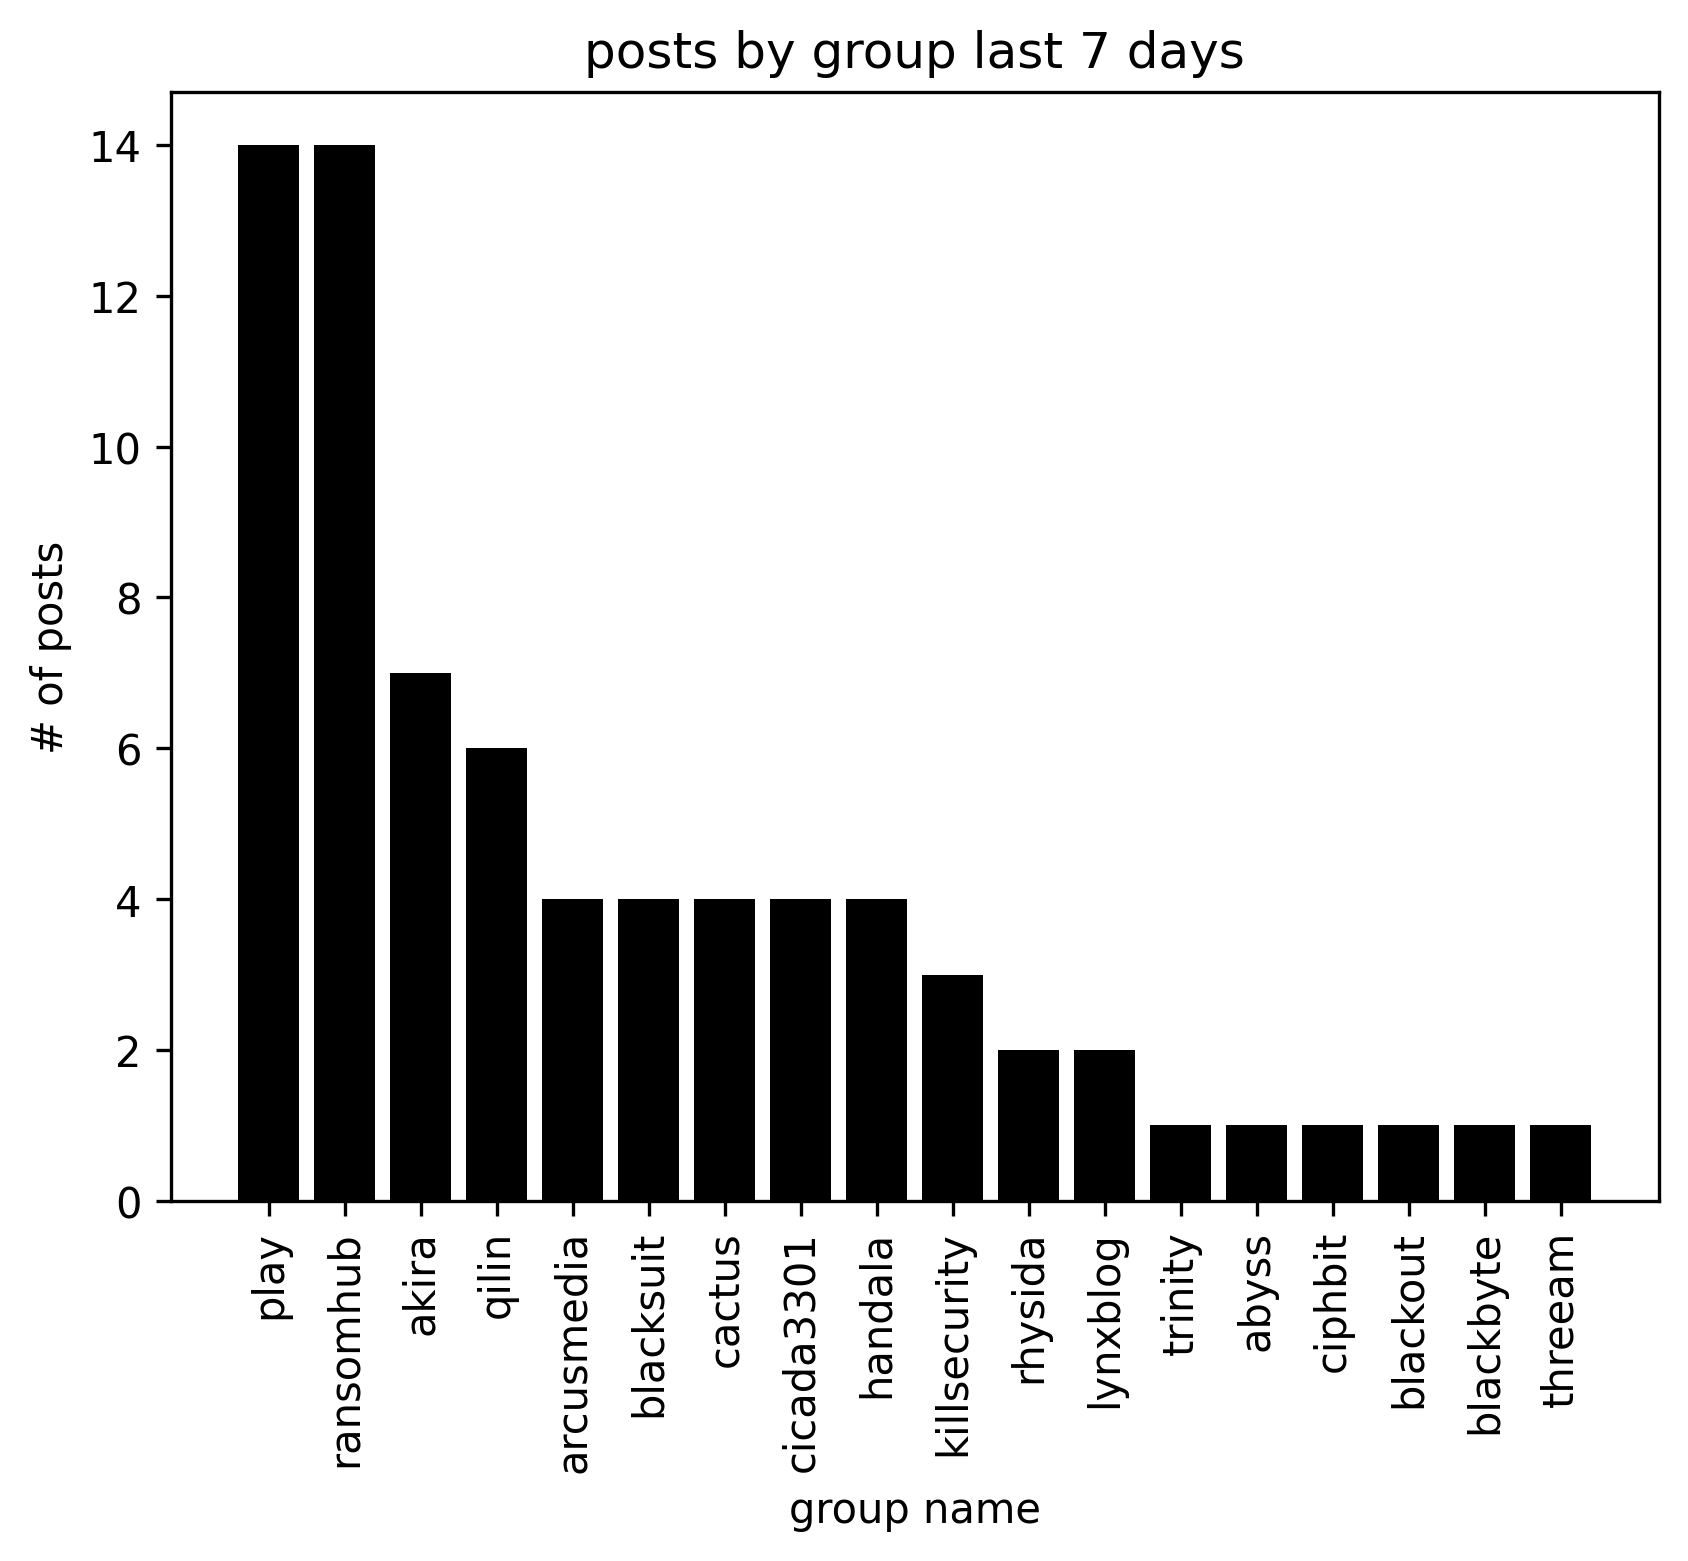 posts by group last 7 days
# of posts
14
12
10
8
6
4
2
0
play
ransomhub
akira
qilin
arcusmedia
blacksuit
cactus
cicada3301
handala
killsecurity
rhysida
lynxblog
trinity
abyss
ciphbit
blackout
blackbyte
threeam
group name